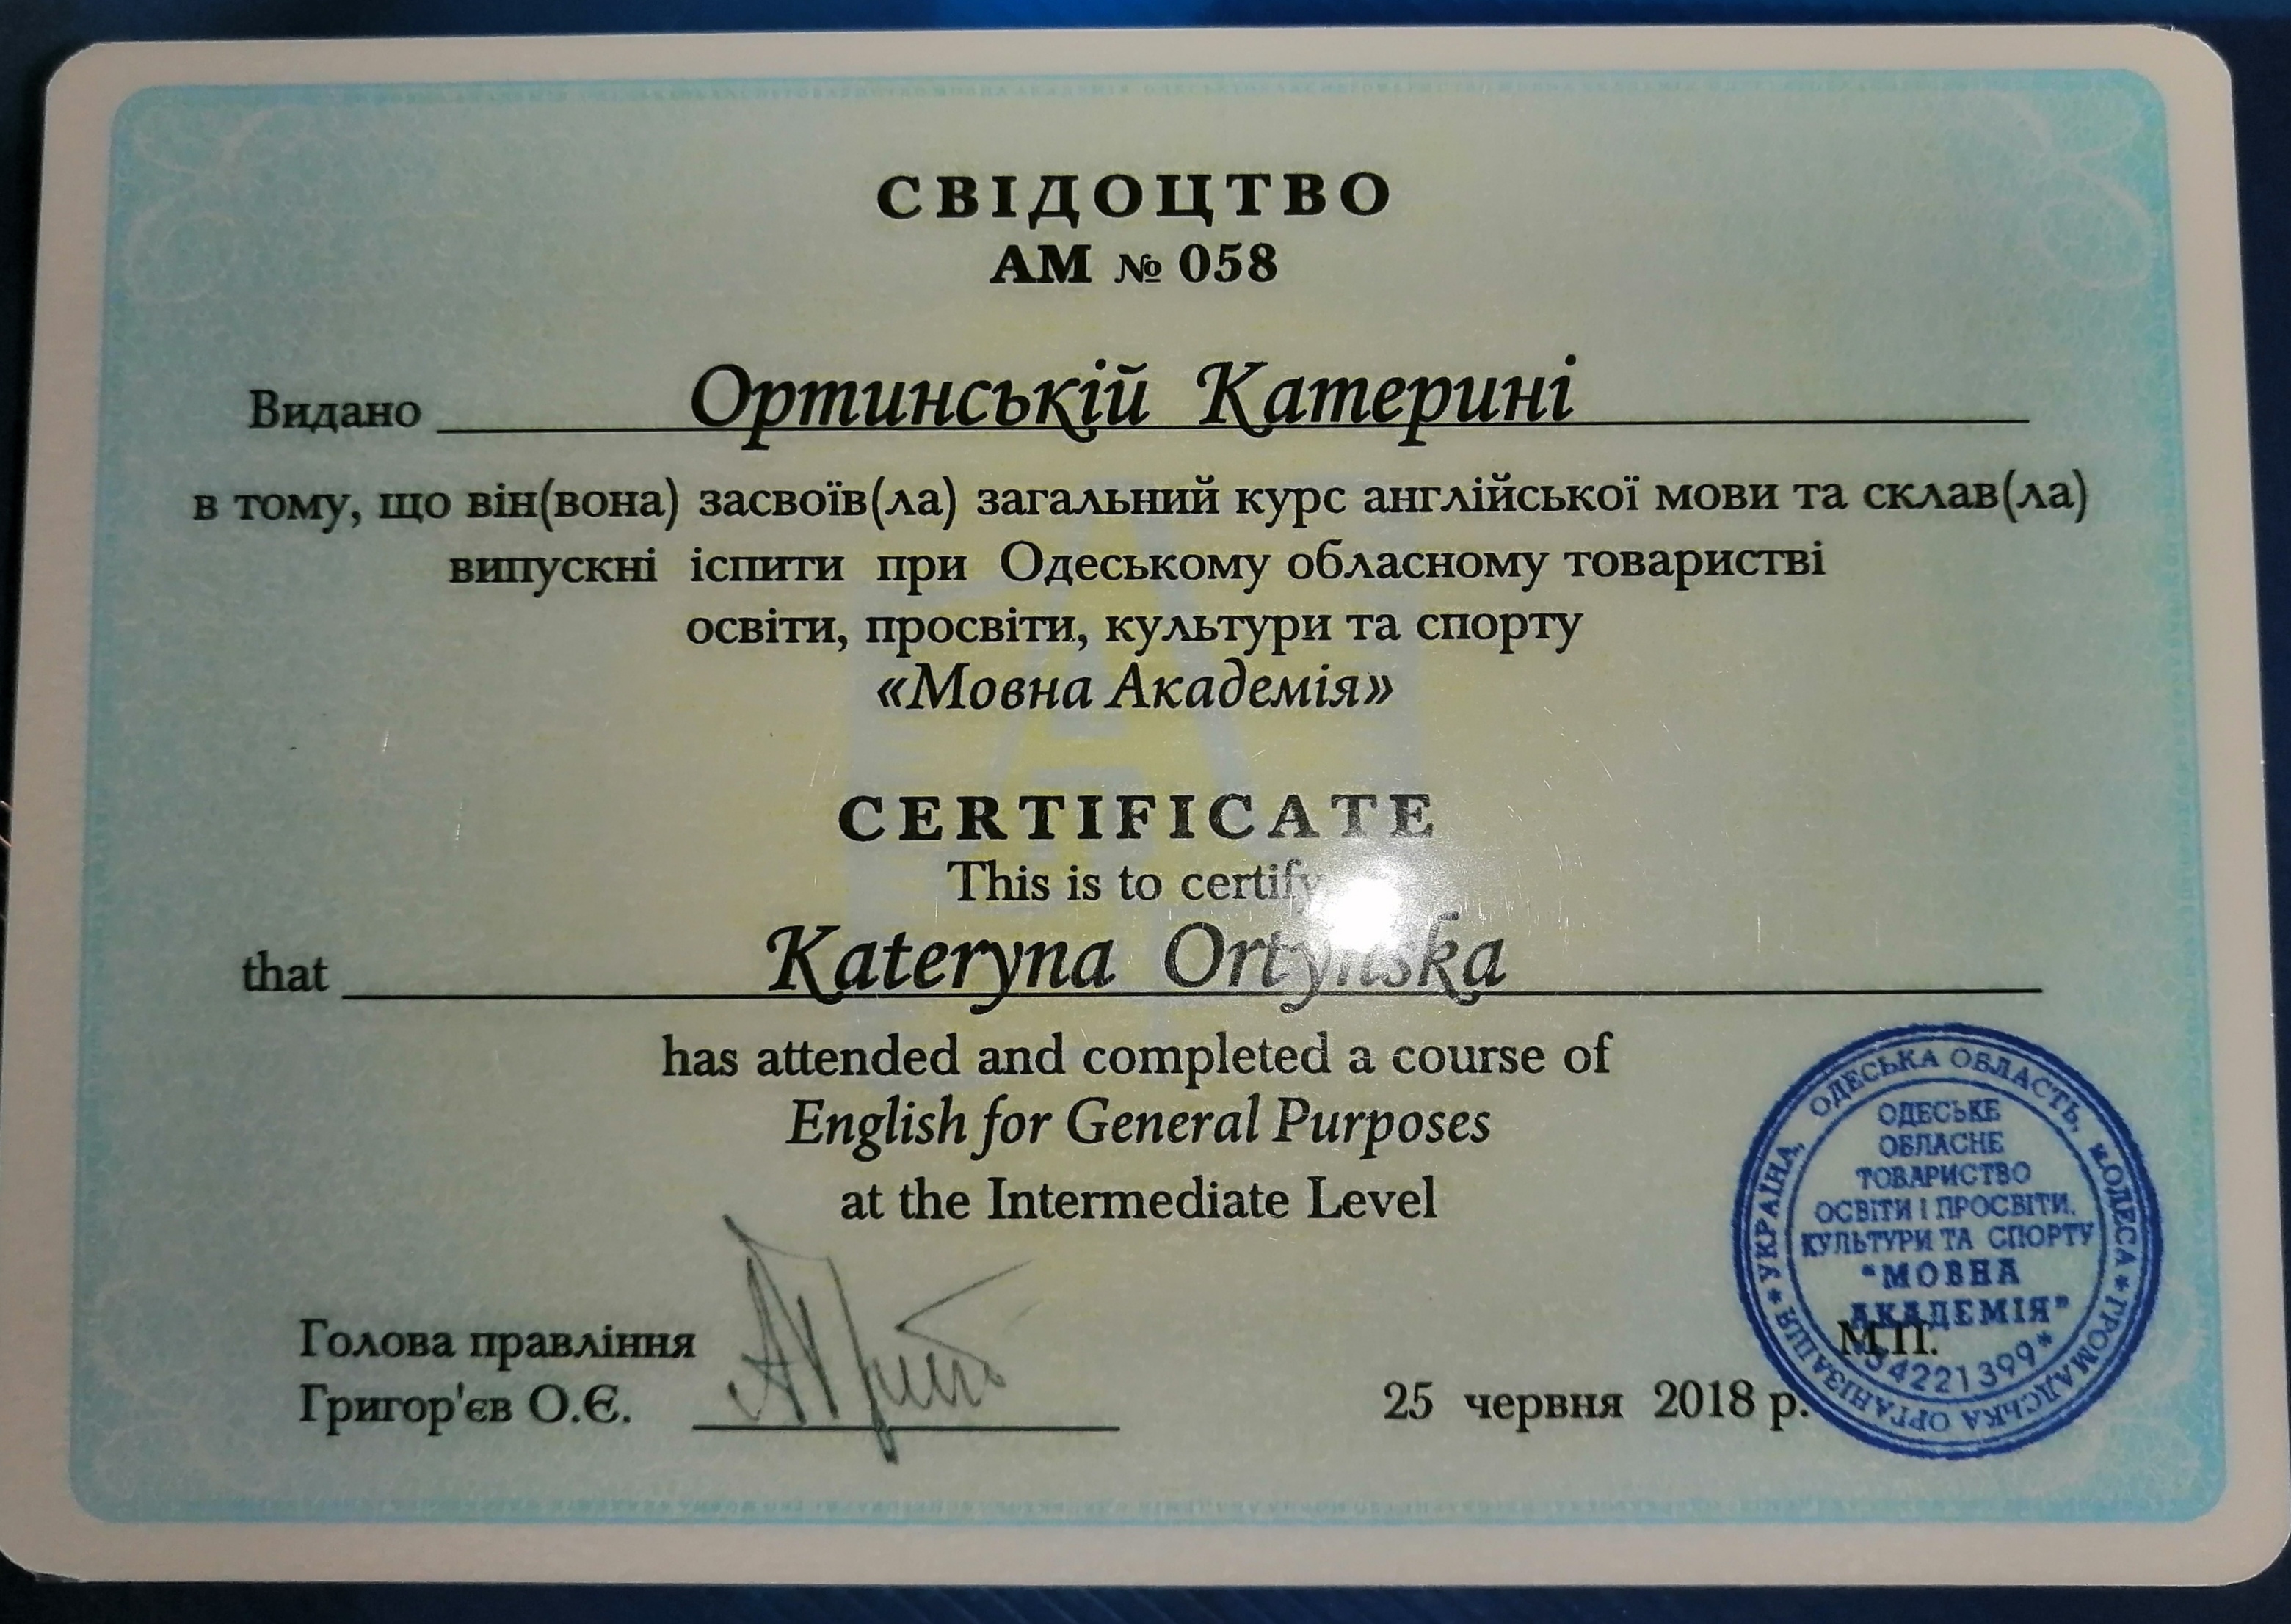 СВІДОЦТВО
АМ № 058
Видано Ортинській Катерині
в тому, що він(вона) засвоїв(ла) загальний курс англійської мови та склав(ла)
випускні іспити при Одеському обласному товаристві
освіти, просвіти, культури та спорту
«Мовна Академія»
CERTIFICATE
This is to certify
that Kateryna Ortynska
has attended and completed a course of
English for General Purposes
at the Intermediate Level
Голова правління
Григор'єв О.Є.
25 червня 2018 р.
М.П.
УКРАЇНА, ОДЕСЬКА ОБЛАСТЬ, м.ОДЕСА * ГРОМАДСЬКА ОРГАНІЗАЦІЯ *
ОДЕСЬКЕ
ОБЛАСНЕ
ТОВАРИСТВО
ОСВІТИ І ПРОСВІТИ,
КУЛЬТУРИ ТА СПОРТУ
"МОВНА
АКАДЕМІЯ"
*34221399*